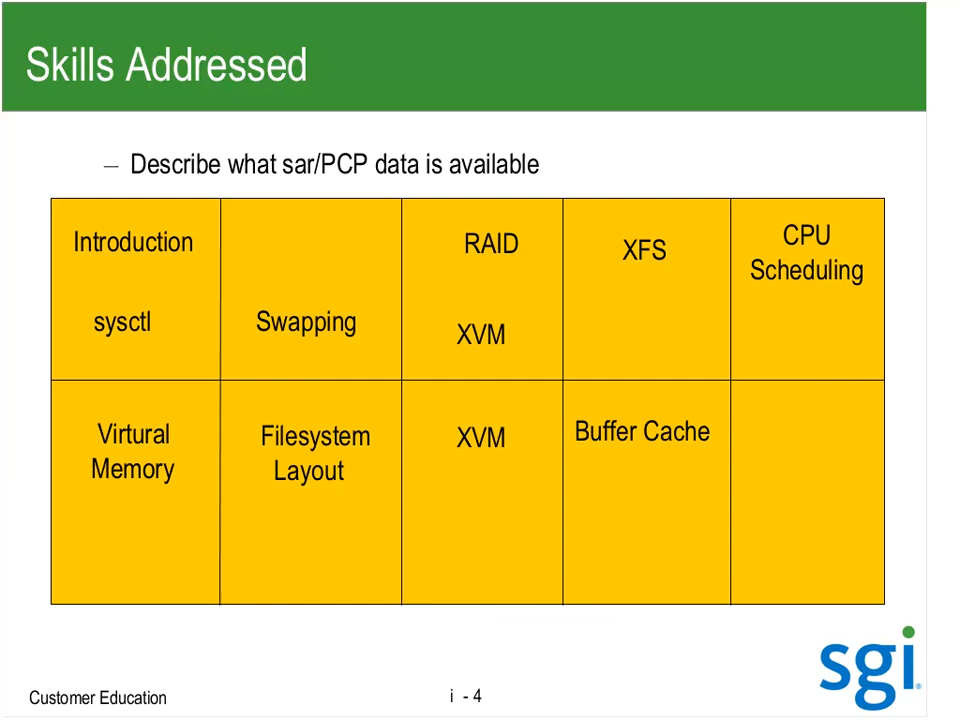 Skills Addressed
– Describe what sar/PCP data is available
Introduction
sysctl
Swapping
RAID
XVM
XFS
CPU
Scheduling
Virtural
Memory
Filesystem
Layout
XVM
Buffer Cache
Customer Education
i - 4
sgi®